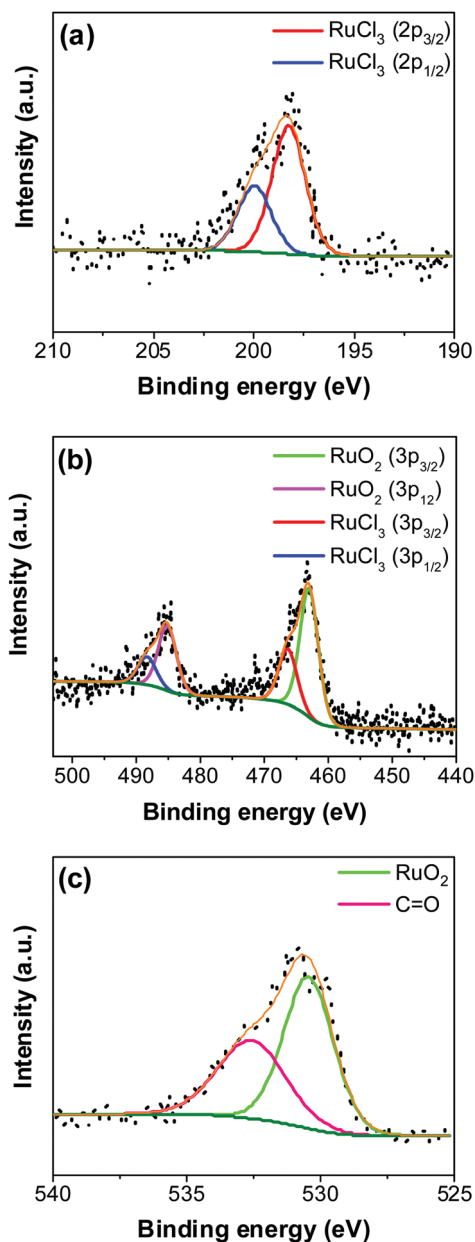 (a)
RuCl₃ (2p₃/₂)
RuCl₃ (2p₁/₂)
Intensity (a.u.)
210 205 200 195 190
Binding energy (eV)
(b)
RuO₂ (3p₃/₂)
RuO₂ (3p₁₂)
RuCl₃ (3p₃/₂)
RuCl₃ (3p₁/₂)
Intensity (a.u.)
500 490 480 470 460 450 440
Binding energy (eV)
(c)
RuO₂
C=O
Intensity (a.u.)
540 535 530 525
Binding energy (eV)